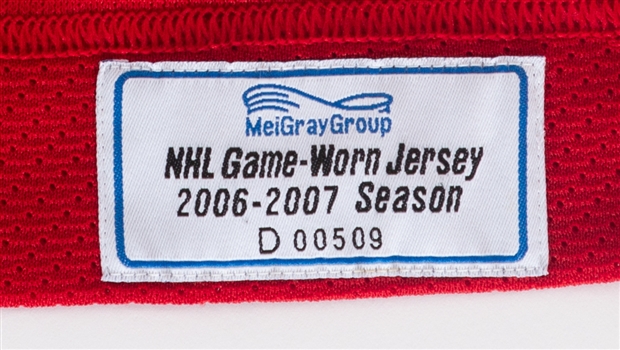 MeiGrayGroup
NHL Game-Worn Jersey
2006-2007 Season
D 00509